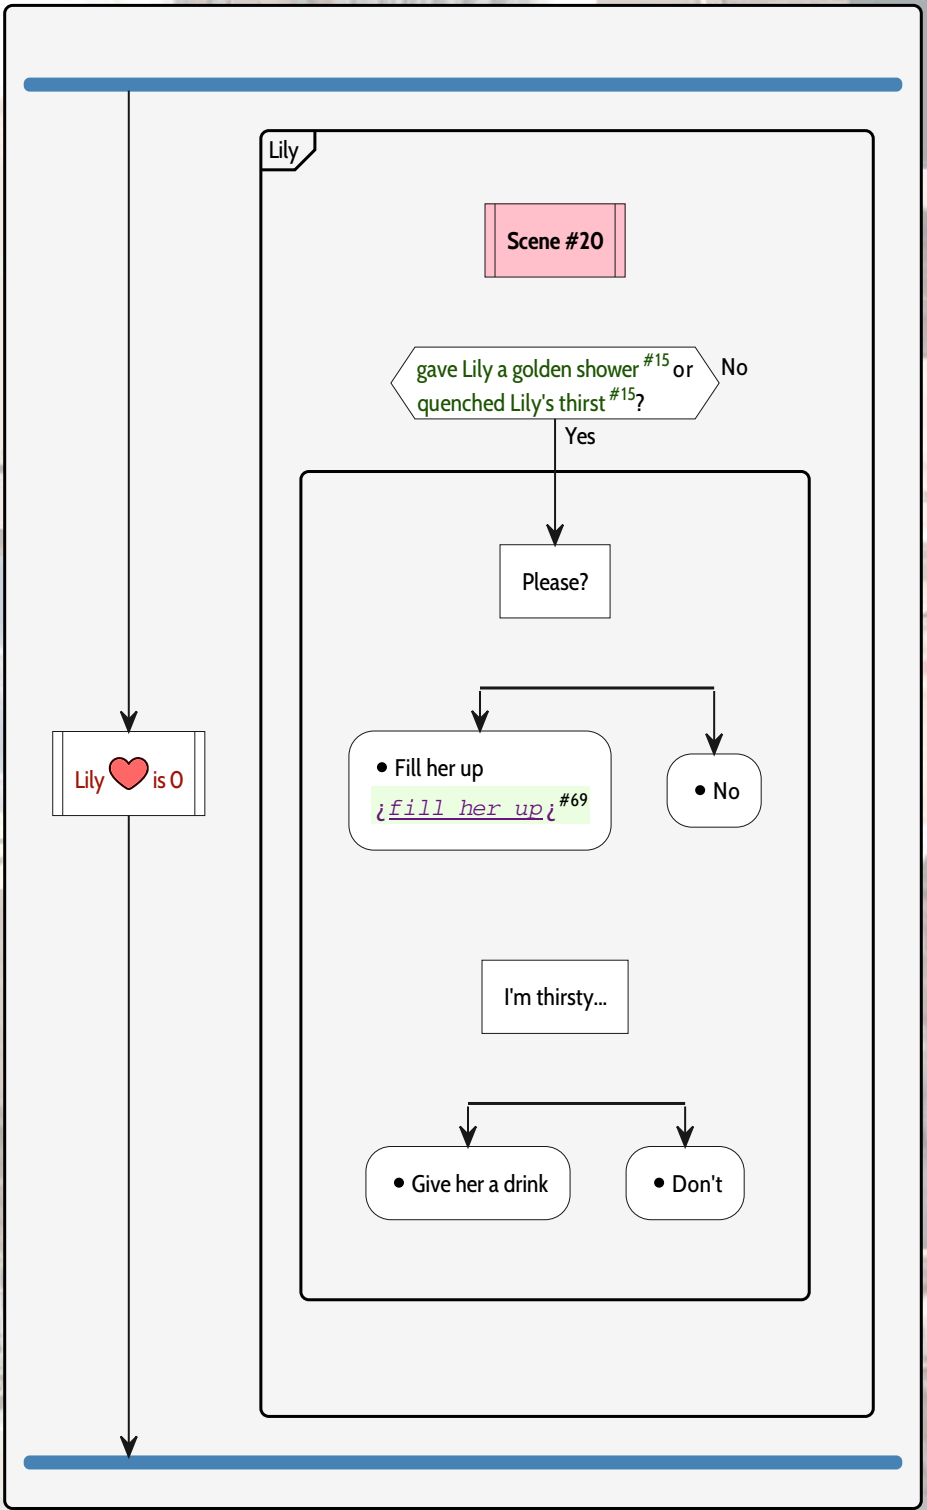 Lily
Scene #20
gave Lily a golden shower #15 or
quenched Lily's thirst #15?
No
Yes
Please?
• Fill her up
¿fill her up¿#69
• No
Lily ❤ is 0
I'm thirsty...
• Give her a drink
• Don't